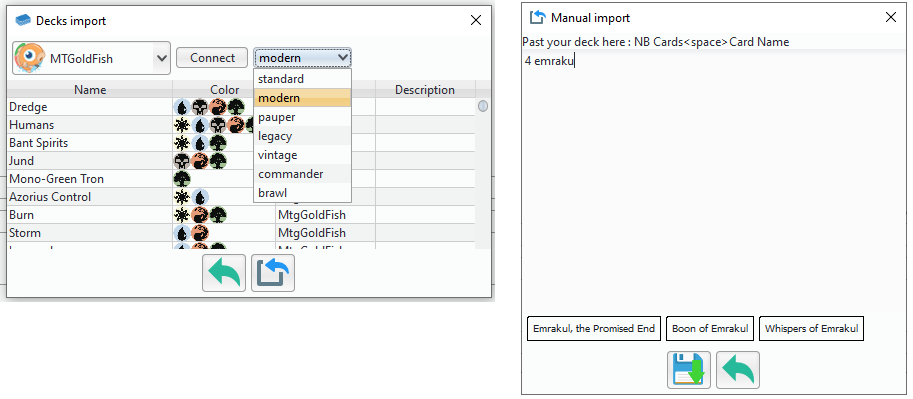 Decks import
MTGoldFish
Connect
modern
standard
modern
pauper
legacy
vintage
commander
brawl
Name
Color
Description
Dredge
Humans
Bant Spirits
Jund
Mono-Green Tron
Azorius Control
Burn
MtgGoldFish
Storm
MtgGoldFish
MtgGoldFish
Manual import
Past your deck here : NB Cards<space>Card Name
4 emraku
Emrakul, the Promised End
Boon of Emrakul
Whispers of Emrakul